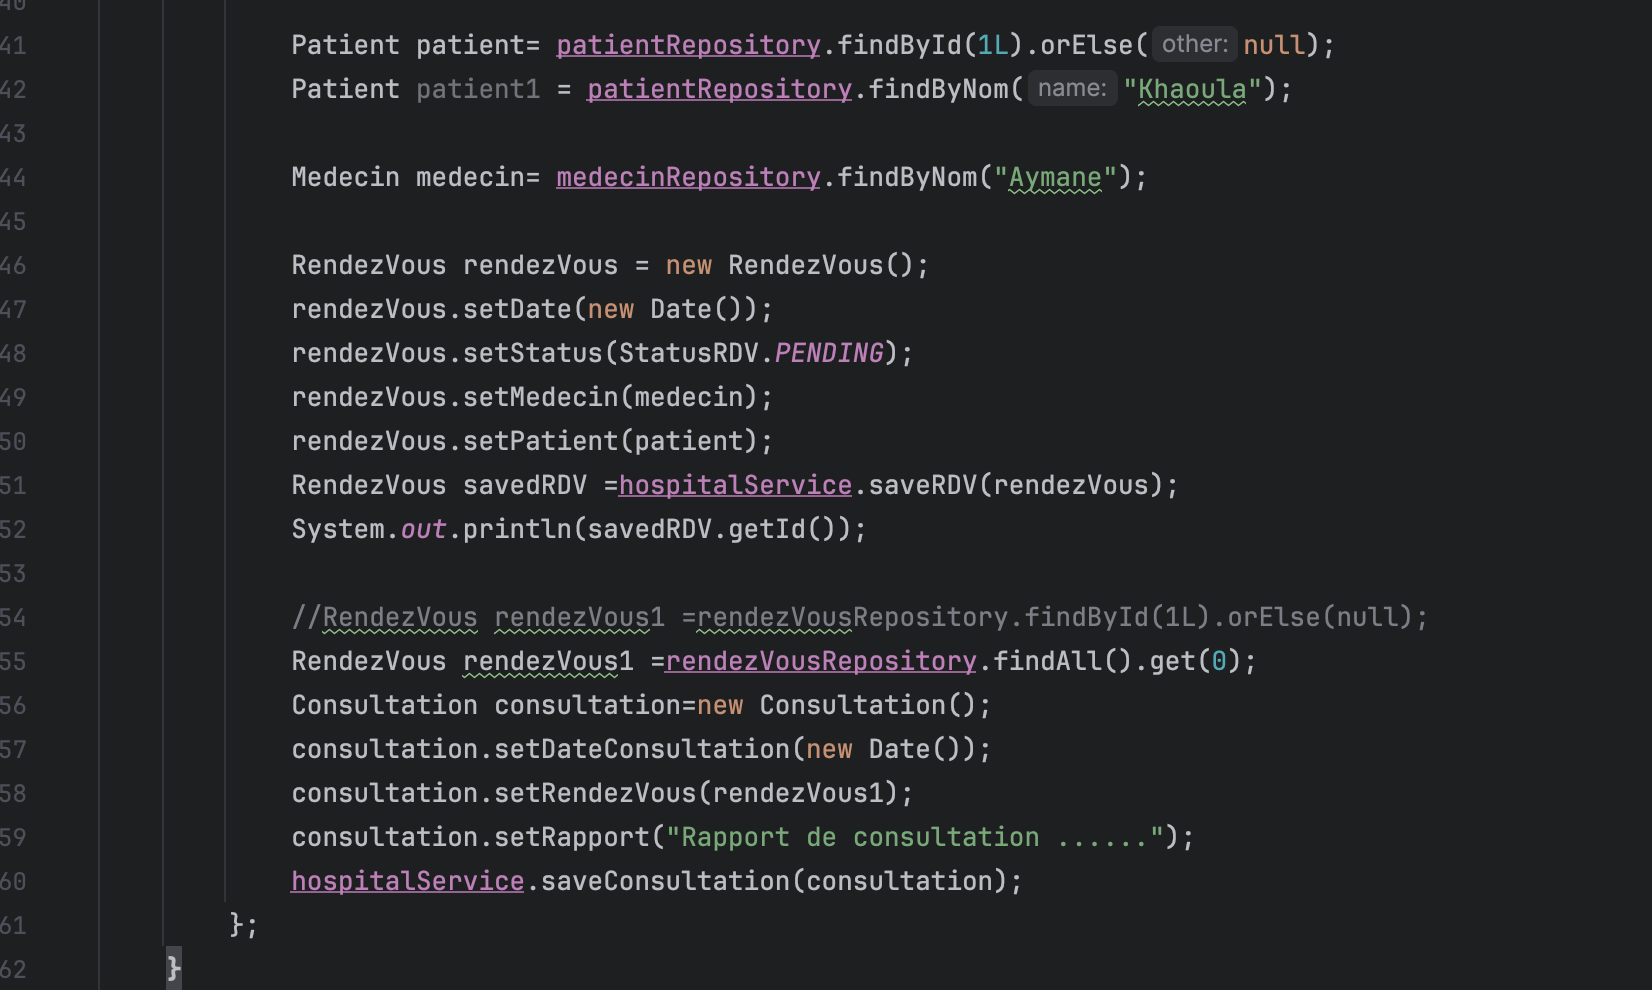 40
41 Patient patient= patientRepository.findById(1L).orElse( other: null);
42 Patient patient1 = patientRepository.findByNom( name: "Khaoula");
43
44 Medecin medecin= medecinRepository.findByNom("Aymane");
45
46 RendezVous rendezVous = new RendezVous();
47 rendezVous.setDate(new Date());
48 rendezVous.setStatus(StatusRDV.PENDING);
49 rendezVous.setMedecin(medecin);
50 rendezVous.setPatient(patient);
51 RendezVous savedRDV =hospitalService.saveRDV(rendezVous);
52 System.out.println(savedRDV.getId());
53
54 //RendezVous rendezVous1 =rendezVousRepository.findById(1L).orElse(null);
55 RendezVous rendezVous1 =rendezVousRepository.findAll().get(0);
56 Consultation consultation=new Consultation();
57 consultation.setDateConsultation(new Date());
58 consultation.setRendezVous(rendezVous1);
59 consultation.setRapport("Rapport de consultation ......");
60 hospitalService.saveConsultation(consultation);
61 };
62 }